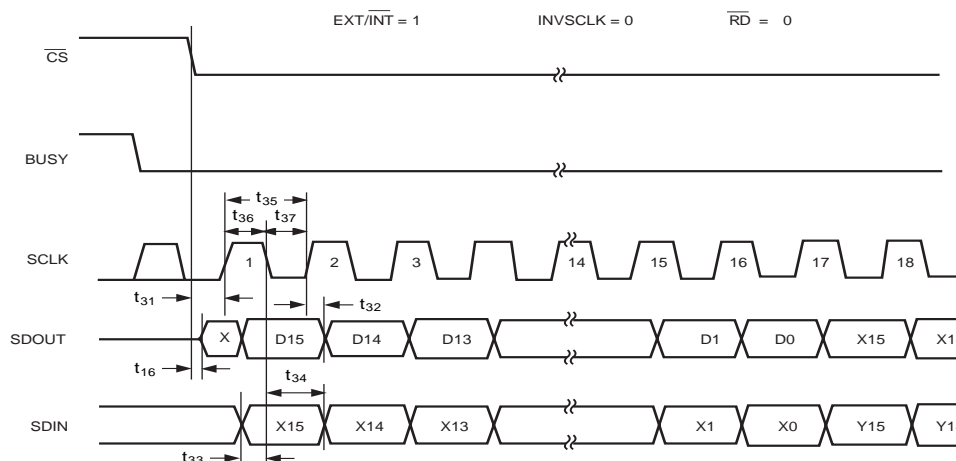 EXT/INT = 1 INVSCLK = 0 RD = 0
CS
BUSY
t35
t36 t37
SCLK 1 2 3 14 15 16 17 18
t31 t32
SDOUT X D15 D14 D13 D1 D0 X15 X1
t16 t34
SDIN X15 X14 X13 X1 X0 Y15 Y1
t33